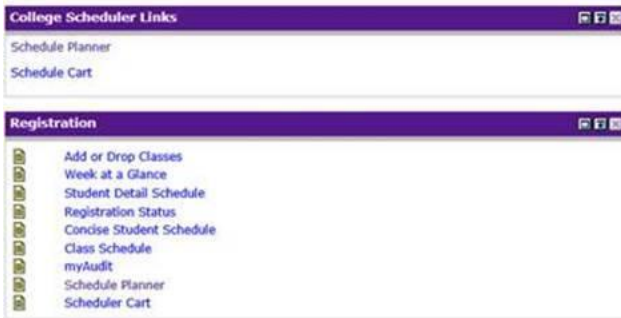 College Scheduler Links
Schedule Planner
Schedule Cart
Registration
Add or Drop Classes
Week at a Glance
Student Detail Schedule
Registration Status
Concise Student Schedule
Class Schedule
myAudit
Schedule Planner
Scheduler Cart